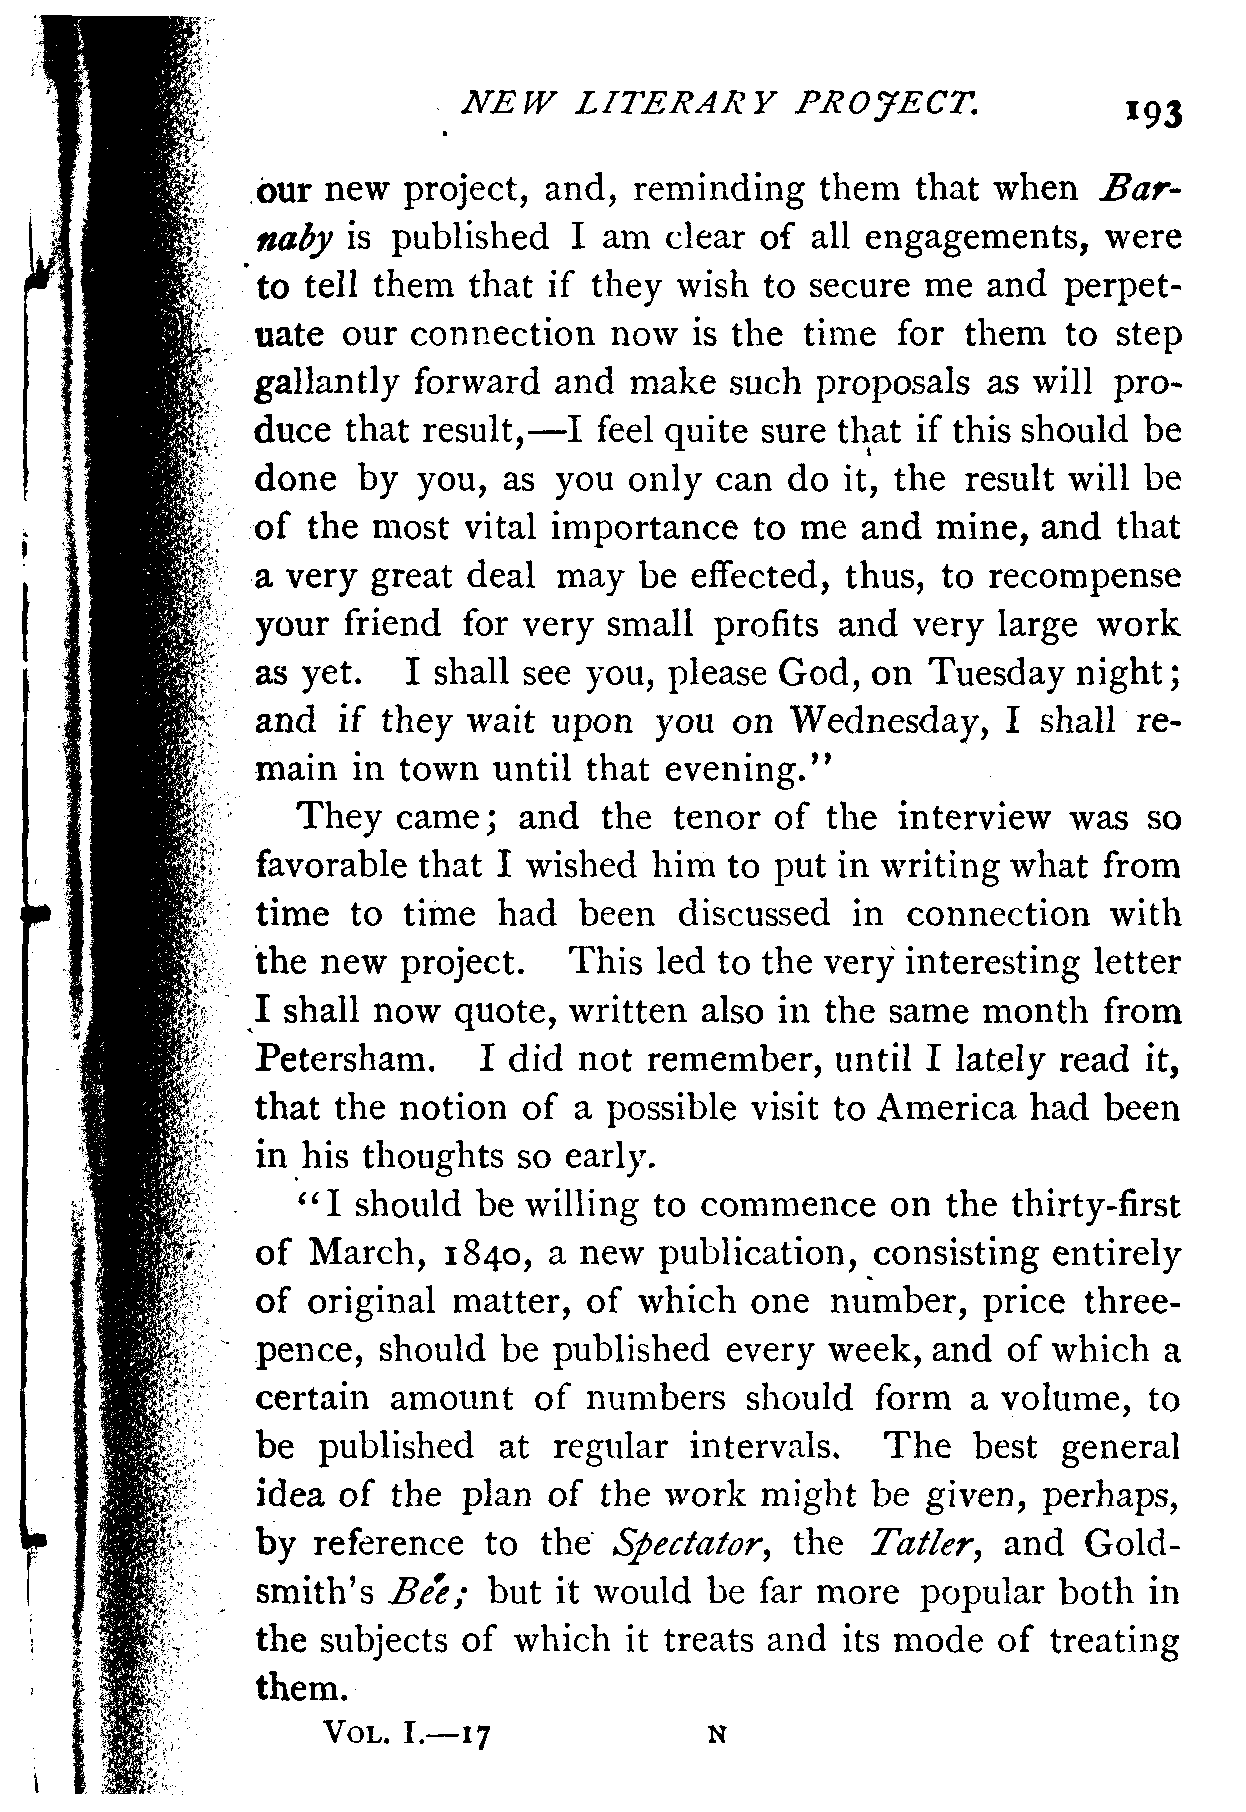 NEW LITERARY PROJECT. 193
our new project, and, reminding them that when Bar-
naby is published I am clear of all engagements, were
to tell them that if they wish to secure me and perpet-
uate our connection now is the time for them to step
gallantly forward and make such proposals as will pro-
duce that result,—I feel quite sure that if this should be
done by you, as you only can do it, the result will be
of the most vital importance to me and mine, and that
a very great deal may be effected, thus, to recompense
your friend for very small profits and very large work
as yet. I shall see you, please God, on Tuesday night;
and if they wait upon you on Wednesday, I shall re-
main in town until that evening.”
They came; and the tenor of the interview was so
favorable that I wished him to put in writing what from
time to time had been discussed in connection with
the new project. This led to the very interesting letter
I shall now quote, written also in the same month from
Petersham. I did not remember, until I lately read it,
that the notion of a possible visit to America had been
in his thoughts so early.
“I should be willing to commence on the thirty-first
of March, 1840, a new publication, consisting entirely
of original matter, of which one number, price three-
pence, should be published every week, and of which a
certain amount of numbers should form a volume, to
be published at regular intervals. The best general
idea of the plan of the work might be given, perhaps,
by reference to the Spectator, the Tatler, and Gold-
smith’s Bee; but it would be far more popular both in
the subjects of which it treats and its mode of treating
them.
VOL. I.—17 N